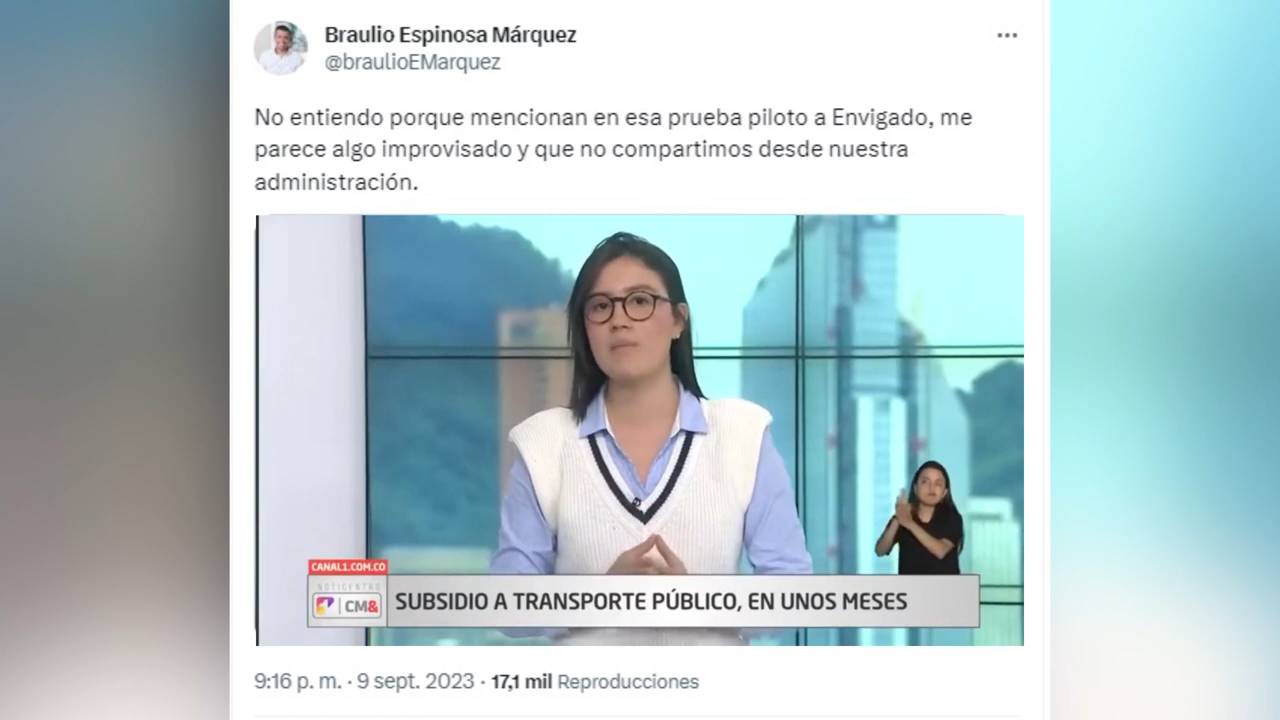 Braulio Espinosa Márquez
@braulioEMarquez
No entiendo porque mencionan en esa prueba piloto a Envigado, me
parece algo improvisado y que no compartimos desde nuestra
administración.
CANAL1.COM.CO
NOTICENTRO
CM&
SUBSIDIO A TRANSPORTE PÚBLICO, EN UNOS MESES
9:16 p. m. · 9 sept. 2023 · 17,1 mil Reproducciones